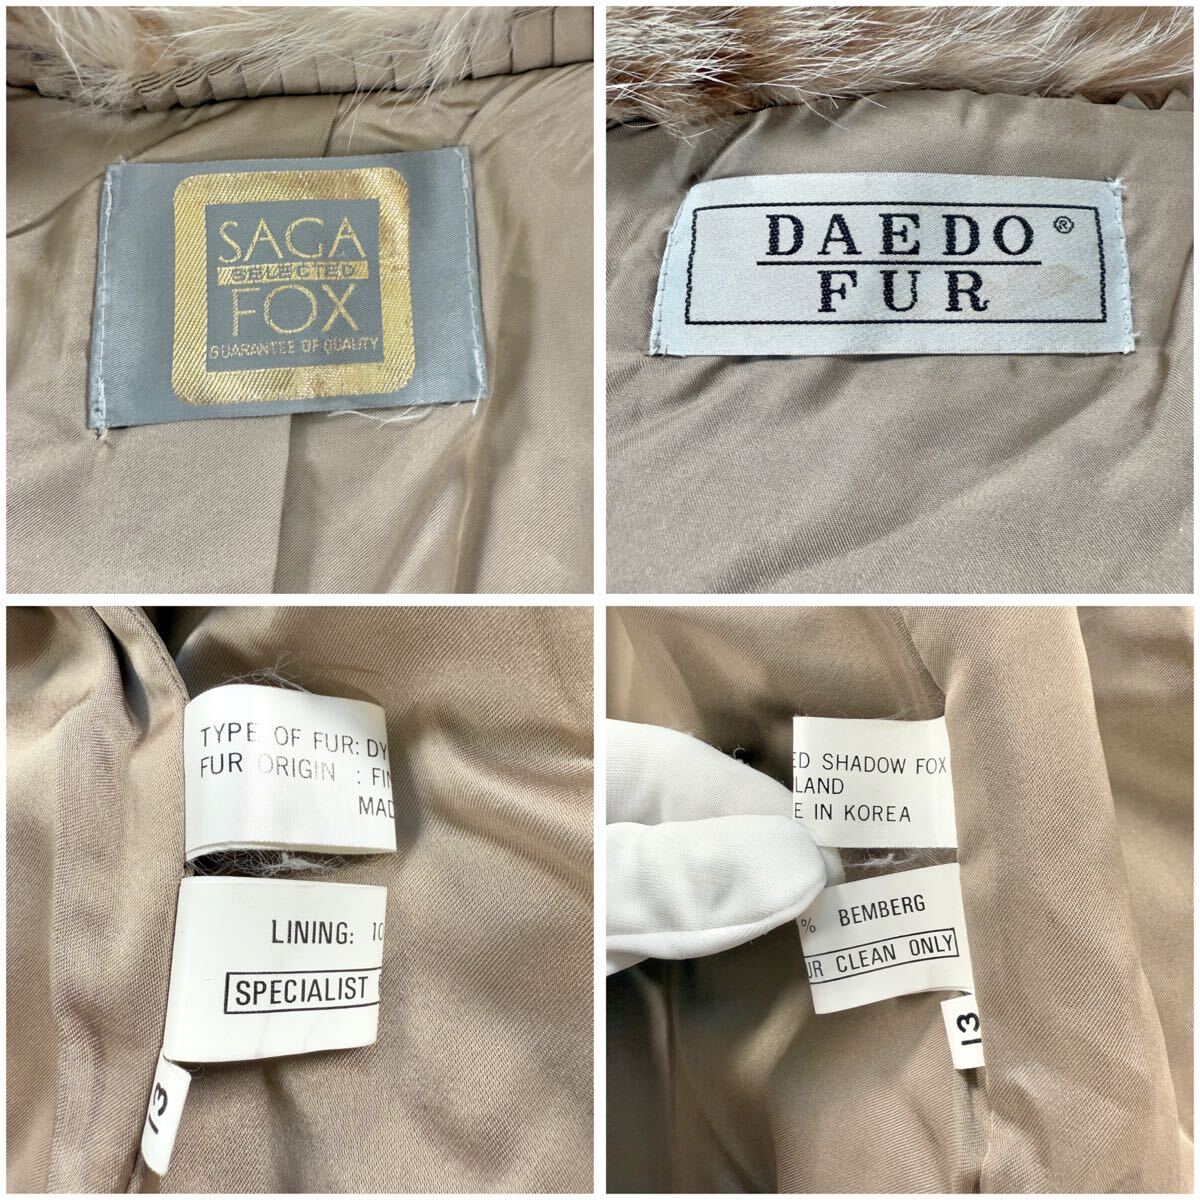 SAGA
SELECTED
FOX
GUARANTEE OF QUALITY
DAEDO®
FUR
TYPE OF FUR: DY
FUR ORIGIN : FIN
MAD
LINING: 10
SPECIALIST
13
ED SHADOW FOX
LAND
E IN KOREA
% BEMBERG
UR CLEAN ONLY
13